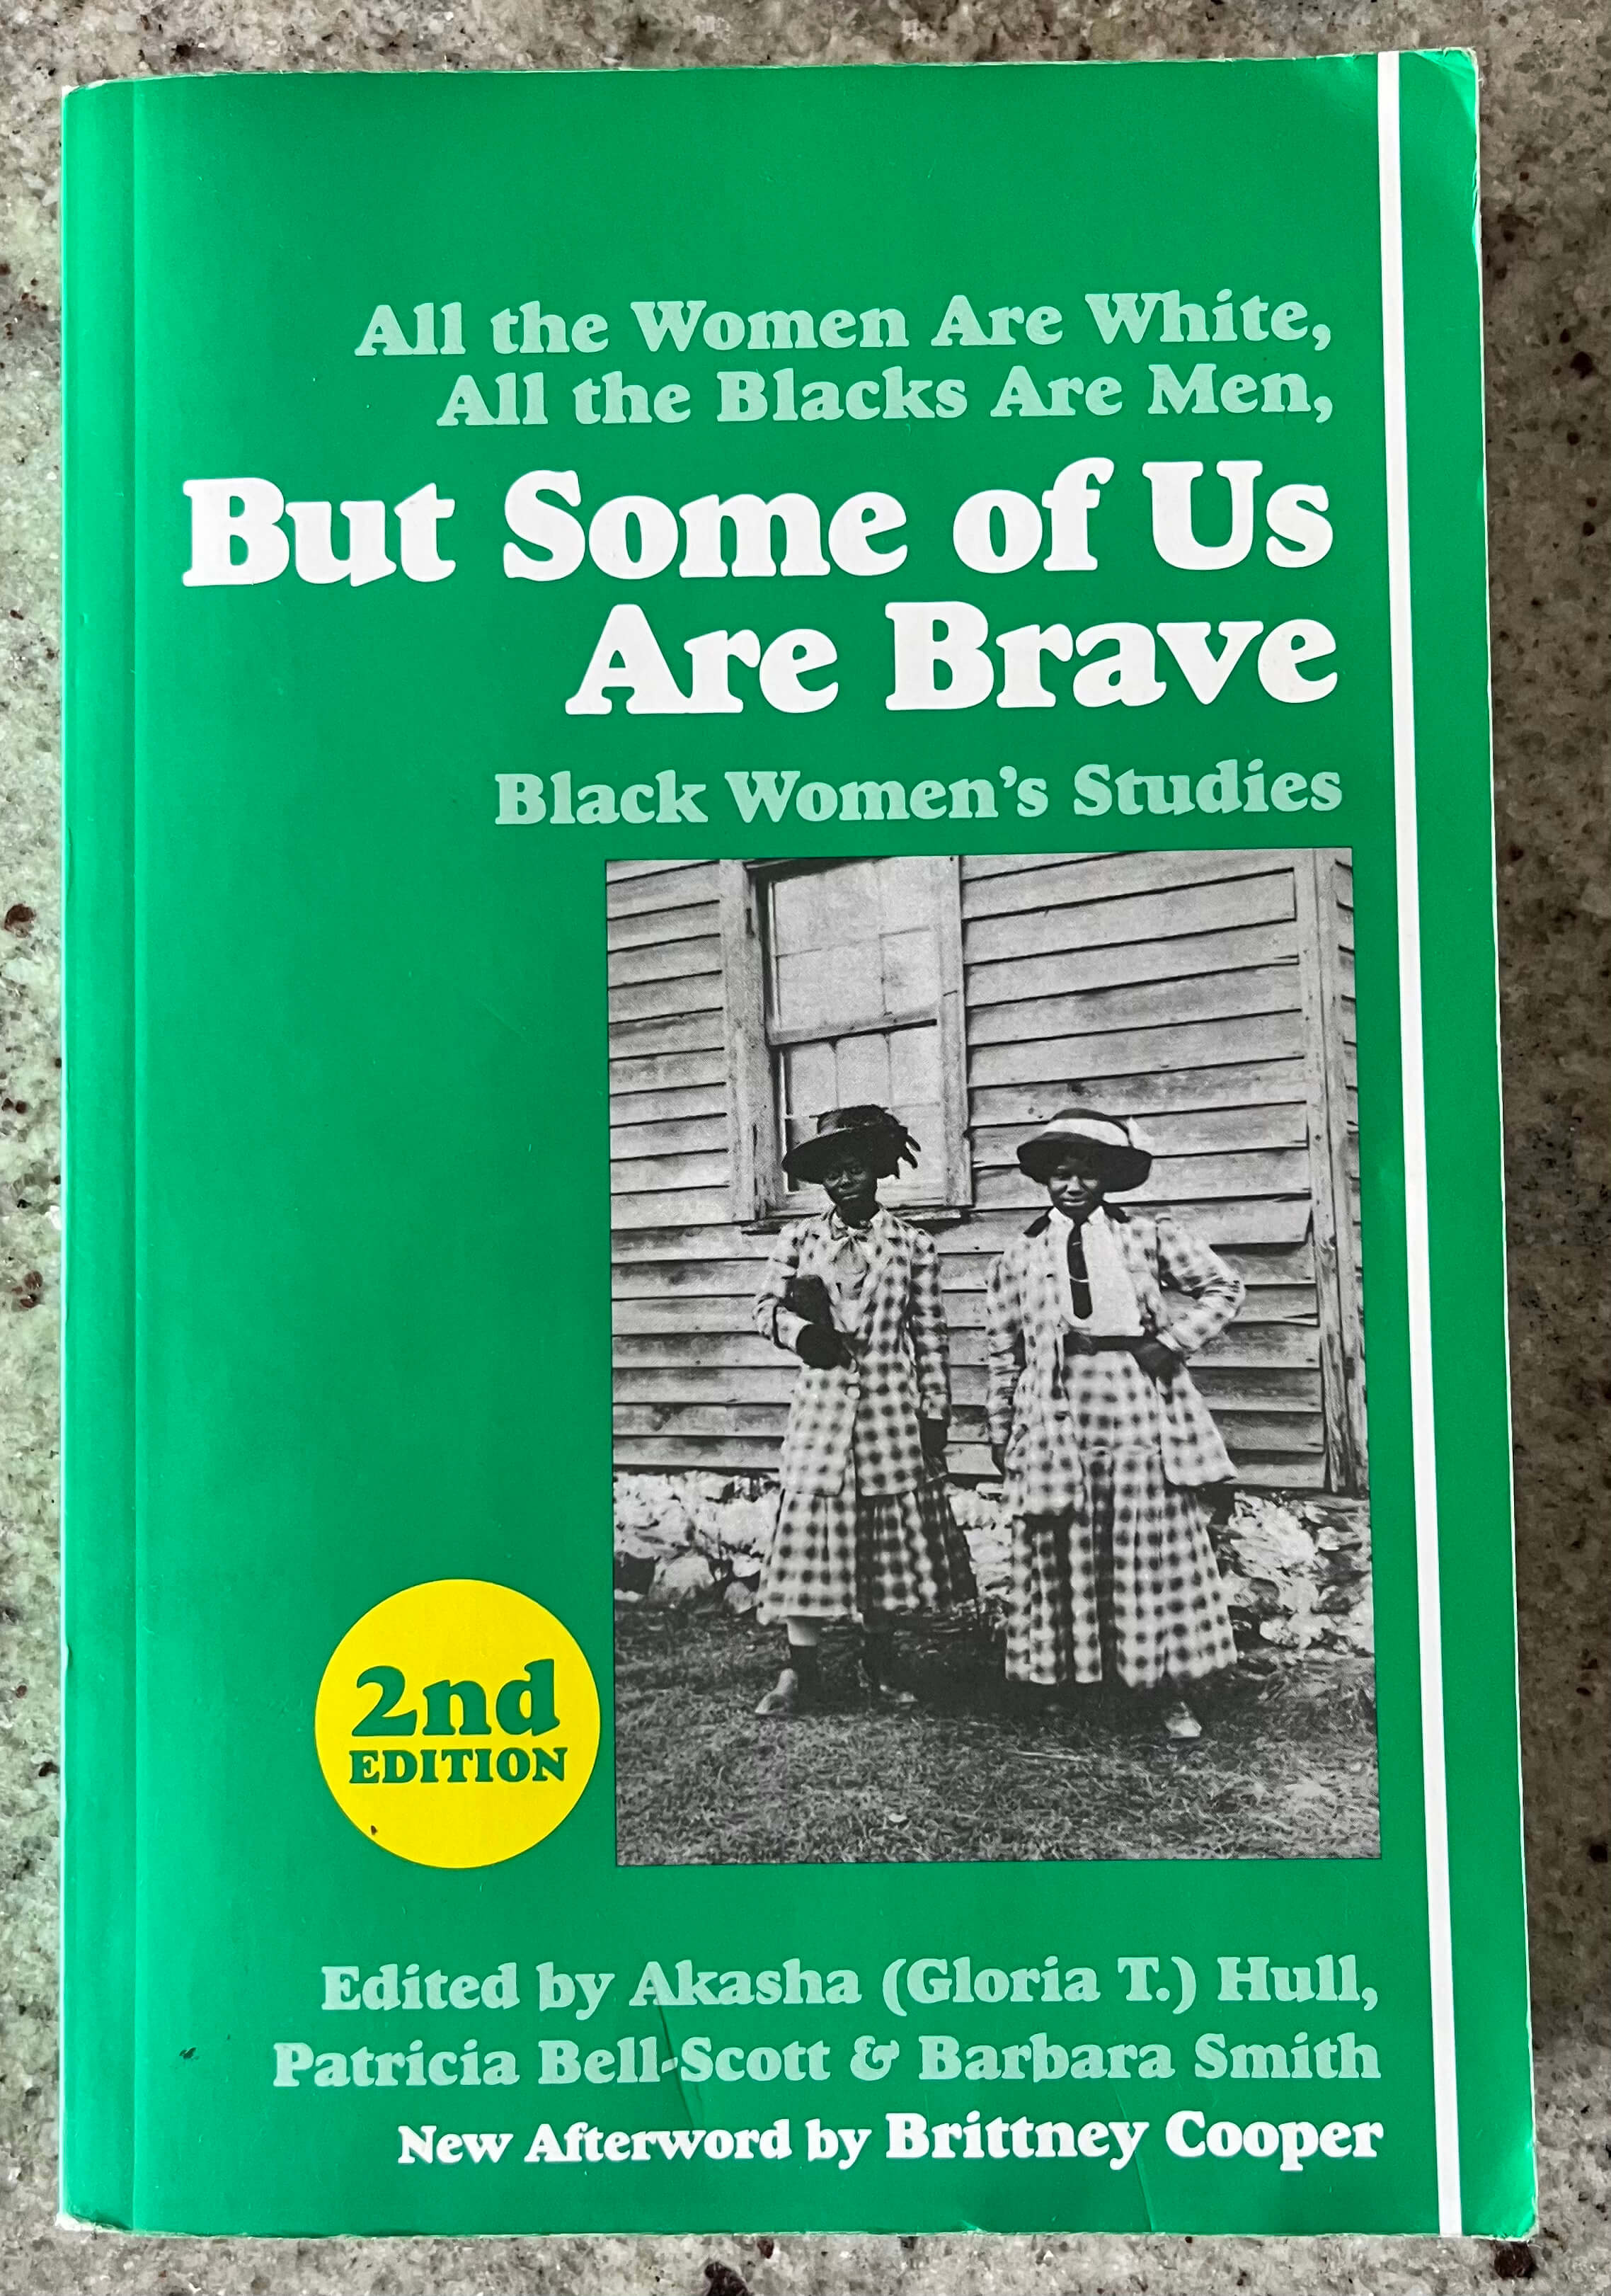 All the Women Are White,
All the Blacks Are Men,
But Some of Us
Are Brave
Black Women's Studies
2nd
EDITION
Edited by Akasha (Gloria T.) Hull,
Patricia Bell-Scott & Barbara Smith
New Afterword by Brittney Cooper